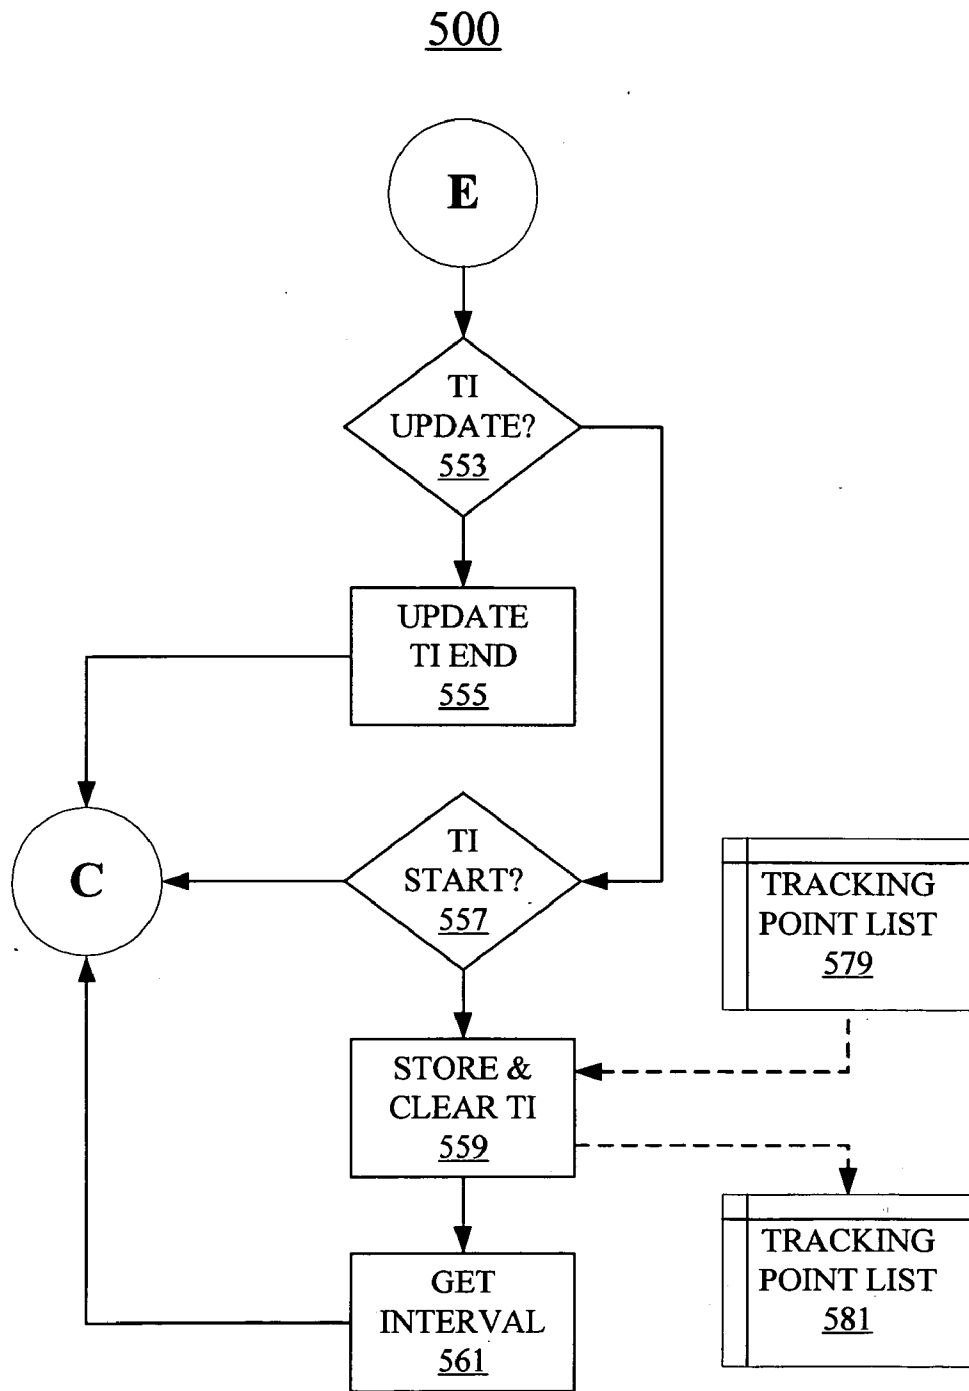 500
E
TI
UPDATE?
553
UPDATE
TI END
555
C
TI
START?
557
TRACKING
POINT LIST
579
STORE &
CLEAR TI
559
TRACKING
POINT LIST
581
GET
INTERVAL
561